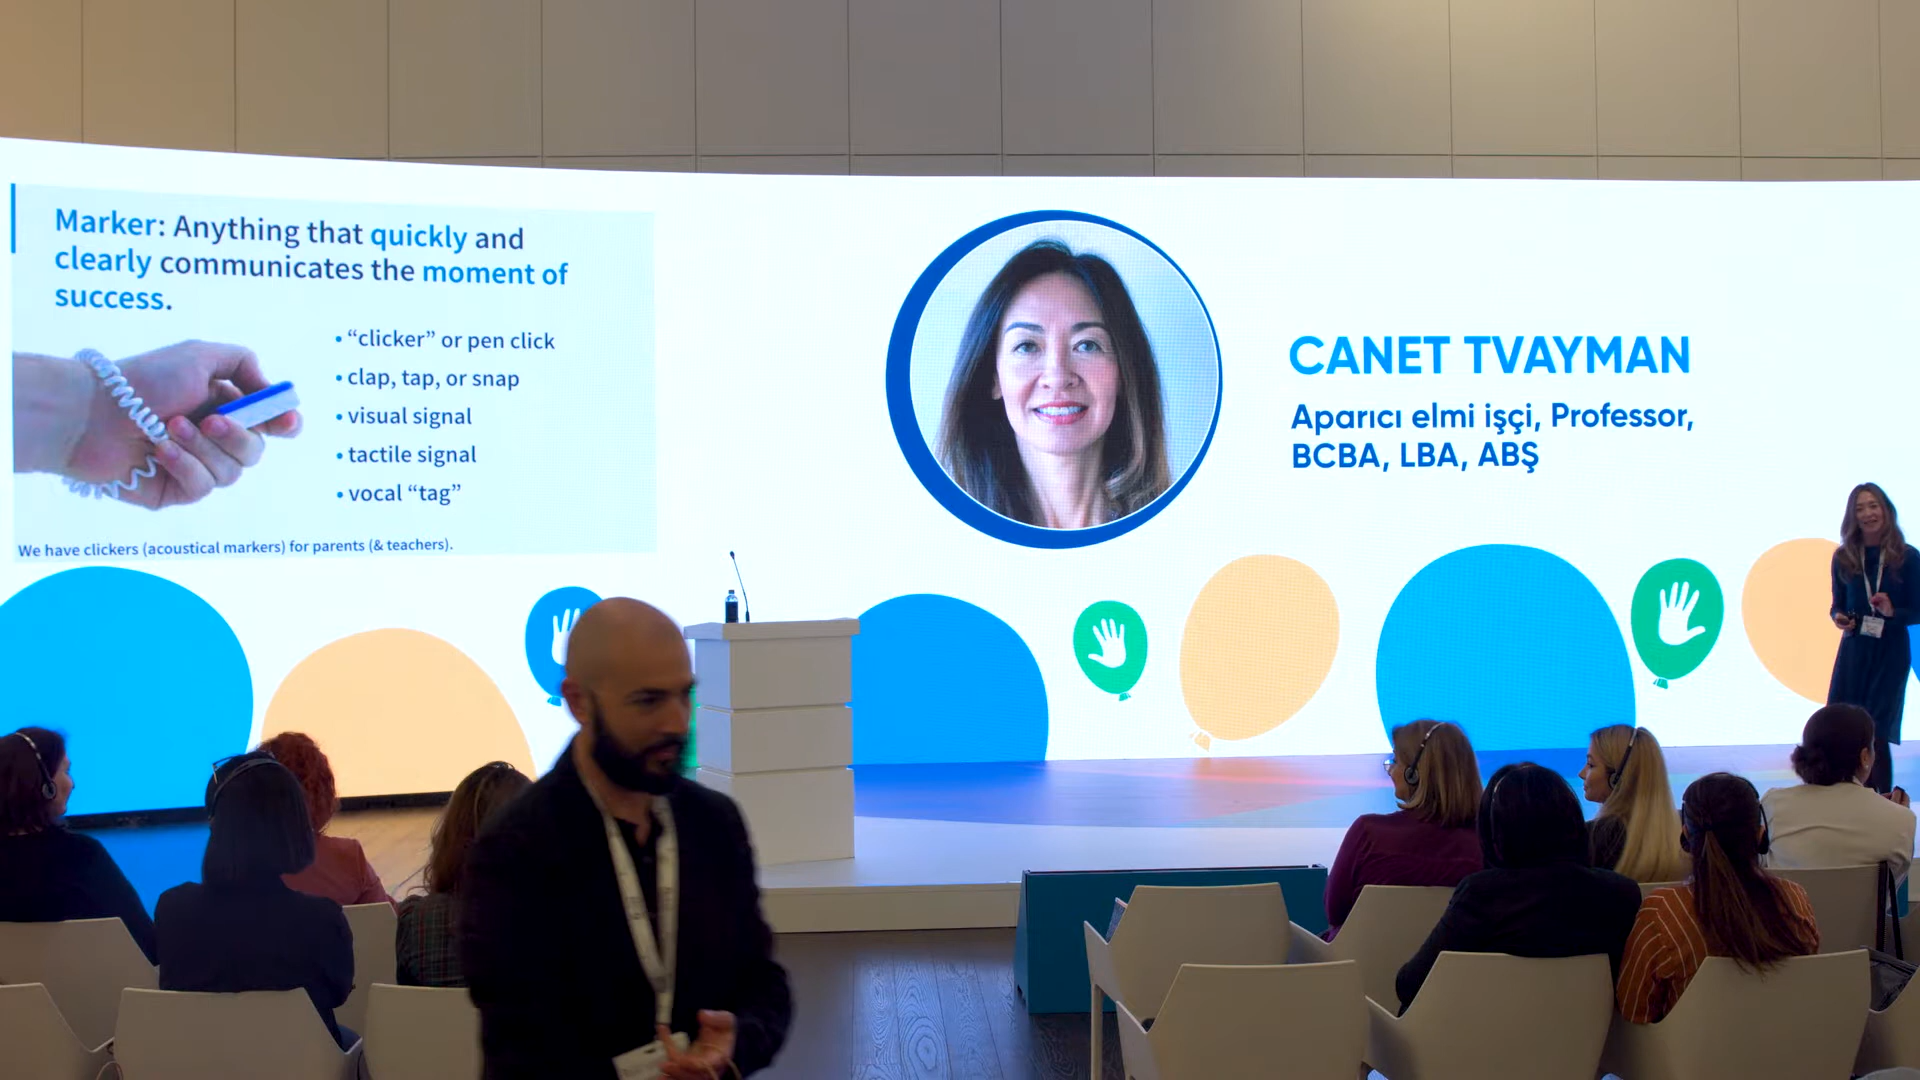 Marker: Anything that quickly and
clearly communicates the moment of
success.
• “clicker” or pen click
• clap, tap, or snap
• visual signal
• tactile signal
• vocal “tag”
We have clickers (acoustical markers) for parents (& teachers).
CANET TVAYMAN
Aparıcı elmi işçi, Professor,
BCBA, LBA, ABŞ